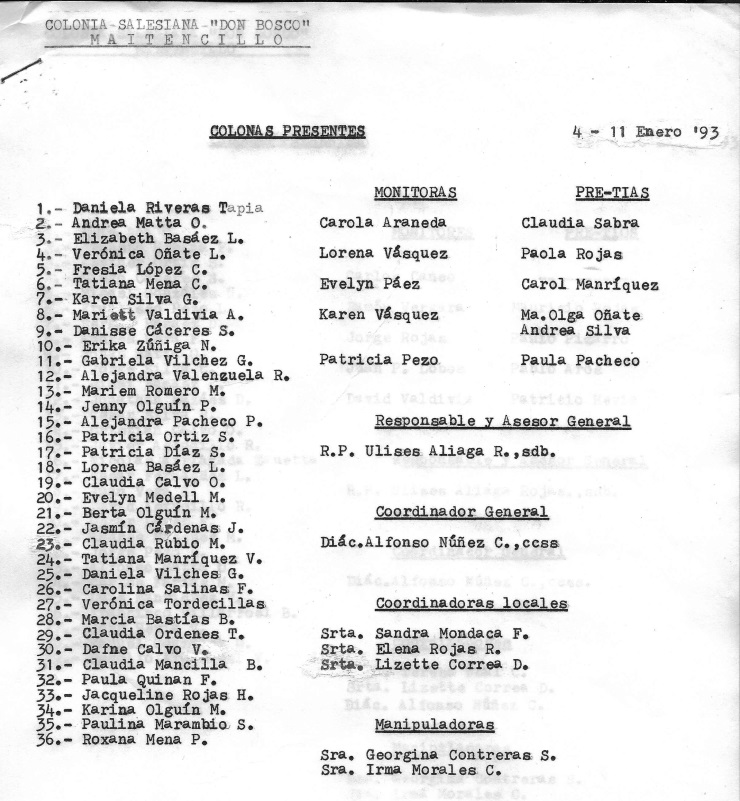 COLONIA-SALESIANA-"DON BOSCO"
MAITENCILLO
COLONAS PRESENTES
4 - 11 Enero '93
1.- Daniela Riveras Tapia
2.- Andrea Matta O.
3.- Elizabeth Basáez L.
4.- Verónica Oñate L.
5.- Fresia López C.
6.- Tatiana Mena C.
7.- Karen Silva G.
8.- Mariett Valdivia A.
9.- Danisse Cáceres S.
10.- Erika Zúñiga N.
11.- Gabriela Vilchez G.
12.- Alejandra Valenzuela R.
13.- Mariem Romero M.
14.- Jenny Olguín P.
15.- Alejandra Pacheco P.
16.- Patricia Ortiz S.
17.- Patricia Díaz S.
18.- Lorena Basáez L.
19.- Claudia Calvo O.
20.- Evelyn Medell M.
21.- Berta Olguín M.
22.- Jasmín Cárdenas J.
23.- Claudia Rubio M.
24.- Tatiana Manríquez V.
25.- Daniela Vilches G.
26.- Carolina Salinas F.
27.- Verónica Tordecillas
28.- Marcia Bastías B.
29.- Claudia Ordenes T.
30.- Dafne Calvo V.
31.- Claudia Mancilla B.
32.- Paula Quinan F.
33.- Jacqueline Rojas H.
34.- Karina Olguín M.
35.- Paulina Marambio S.
36.- Roxana Mena P.
MONITORAS
Carola Araneda
Lorena Vásquez
Evelyn Páez
Karen Vásquez
Patricia Pezo
PRE-TIAS
Claudia Sabra
Paola Rojas
Carol Manríquez
Ma.Olga Oñate
Andrea Silva
Paula Pacheco
Responsable y Asesor General
R.P. Ulises Aliaga R.,sdb.
Coordinador General
Diác.Alfonso Núñez C.,ccss
Coordinadoras locales
Srta. Sandra Mondaca F.
Srta. Elena Rojas R.
Srta. Lizette Correa D.
Manipuladoras
Sra. Georgina Contreras S.
Sra. Irma Morales C.